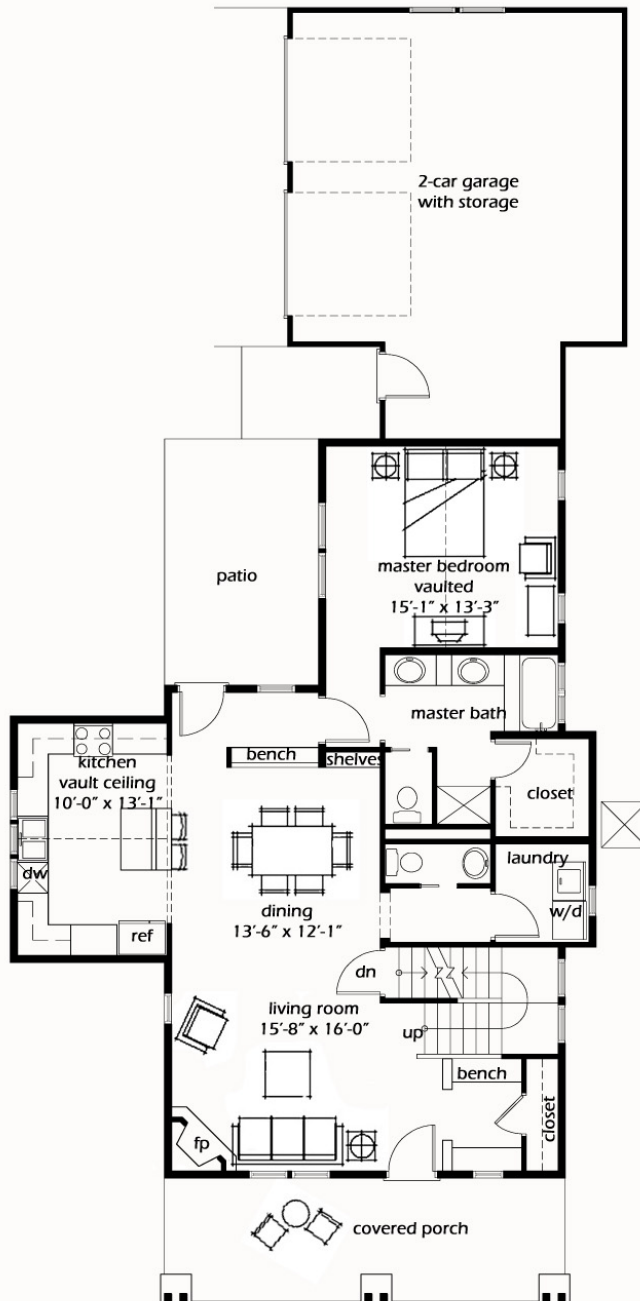 2-car garage
with storage
master bedroom
vaulted
15'-1" x 13'-3"
patio
master bath
bench
shelves
kitchen
vault ceiling
10'-0" x 13'-1"
closet
dw
laundry
w/d
ref
dining
13'-6" x 12'-1"
dn
living room
15'-8" x 16'-0"
up
bench
closet
fp
covered porch